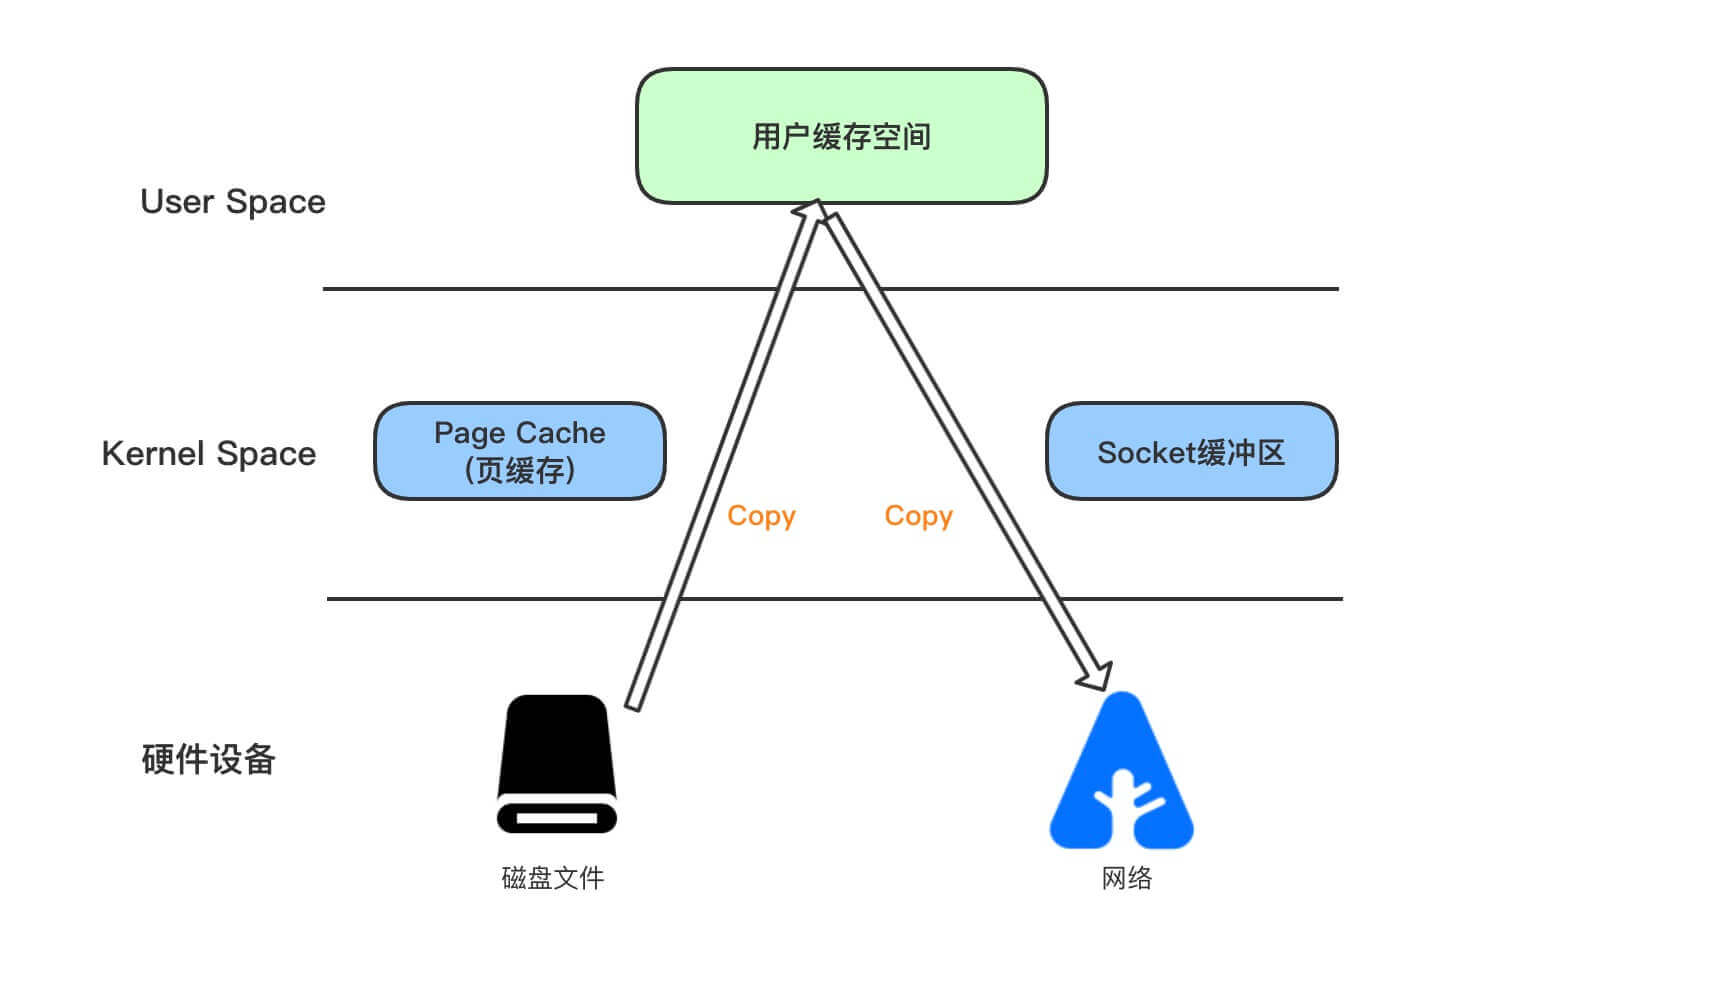 用户缓存空间
User Space
Page Cache
(页缓存)
Kernel Space
Socket缓冲区
Copy
Copy
硬件设备
磁盘文件
网络